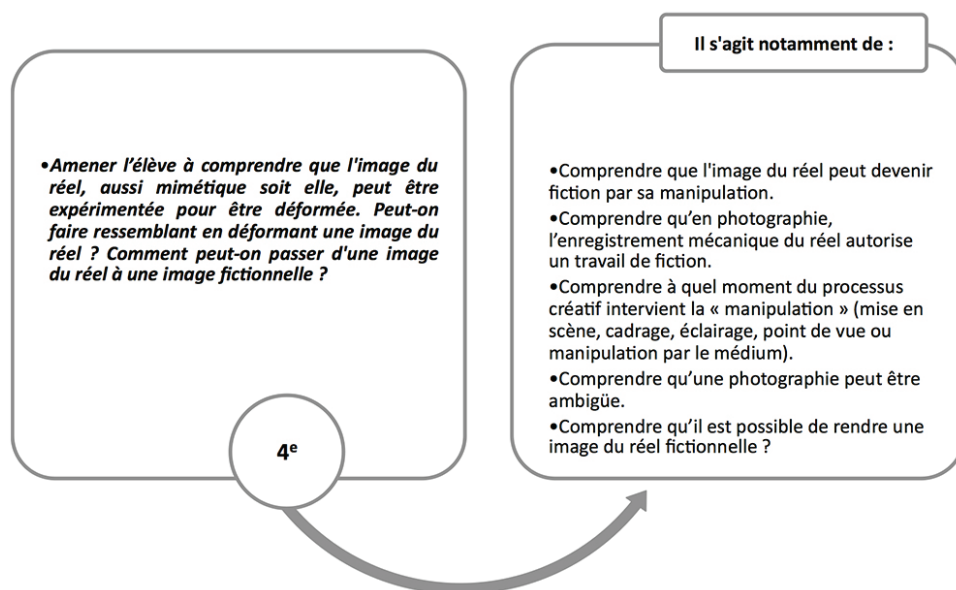 •Amener l'élève à comprendre que l'image du
réel, aussi mimétique soit elle, peut être
expérimentée pour être déformée. Peut-on
faire ressemblant en déformant une image du
réel ? Comment peut-on passer d'une image
du réel à une image fictionnelle ?
4e
Il s'agit notamment de :
•Comprendre que l'image du réel peut devenir
fiction par sa manipulation.
•Comprendre qu'en photographie,
l'enregistrement mécanique du réel autorise
un travail de fiction.
•Comprendre à quel moment du processus
créatif intervient la « manipulation » (mise en
scène, cadrage, éclairage, point de vue ou
manipulation par le médium).
•Comprendre qu'une photographie peut être
ambigüe.
•Comprendre qu'il est possible de rendre une
image du réel fictionnelle ?